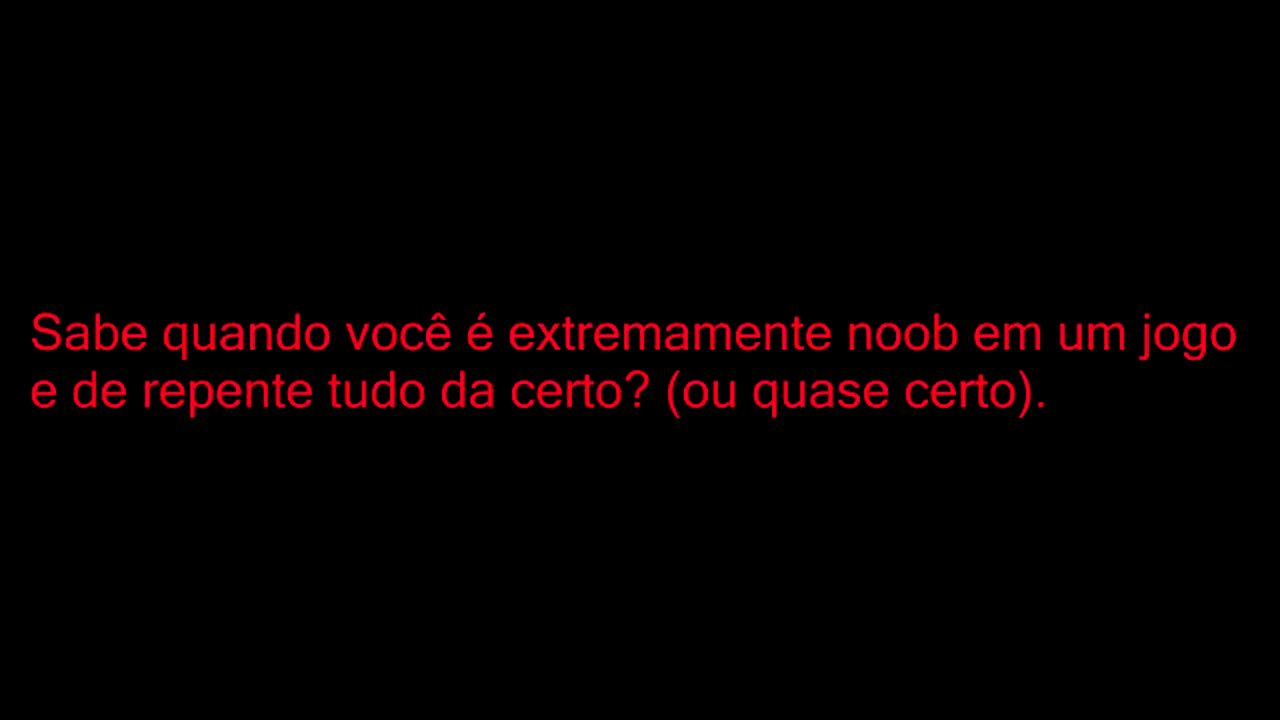 Sabe quando você é extremamente noob em um jogo
e de repente tudo da certo? (ou quase certo).